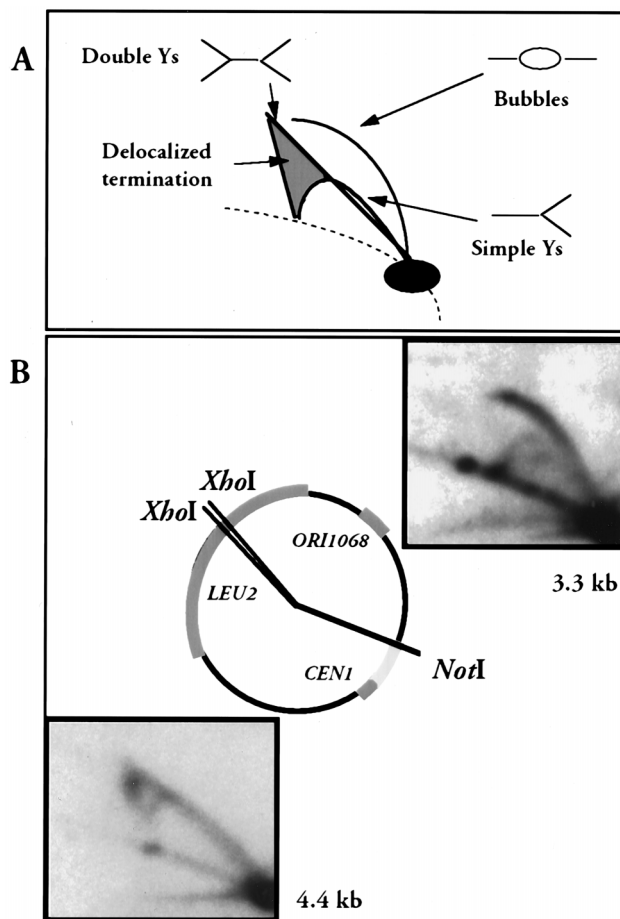 A
Double Ys
Bubbles
Delocalized
termination
Simple Ys
B
XhoI
XhoI
ORI1068
LEU2
3.3 kb
CEN1
NotI
4.4 kb